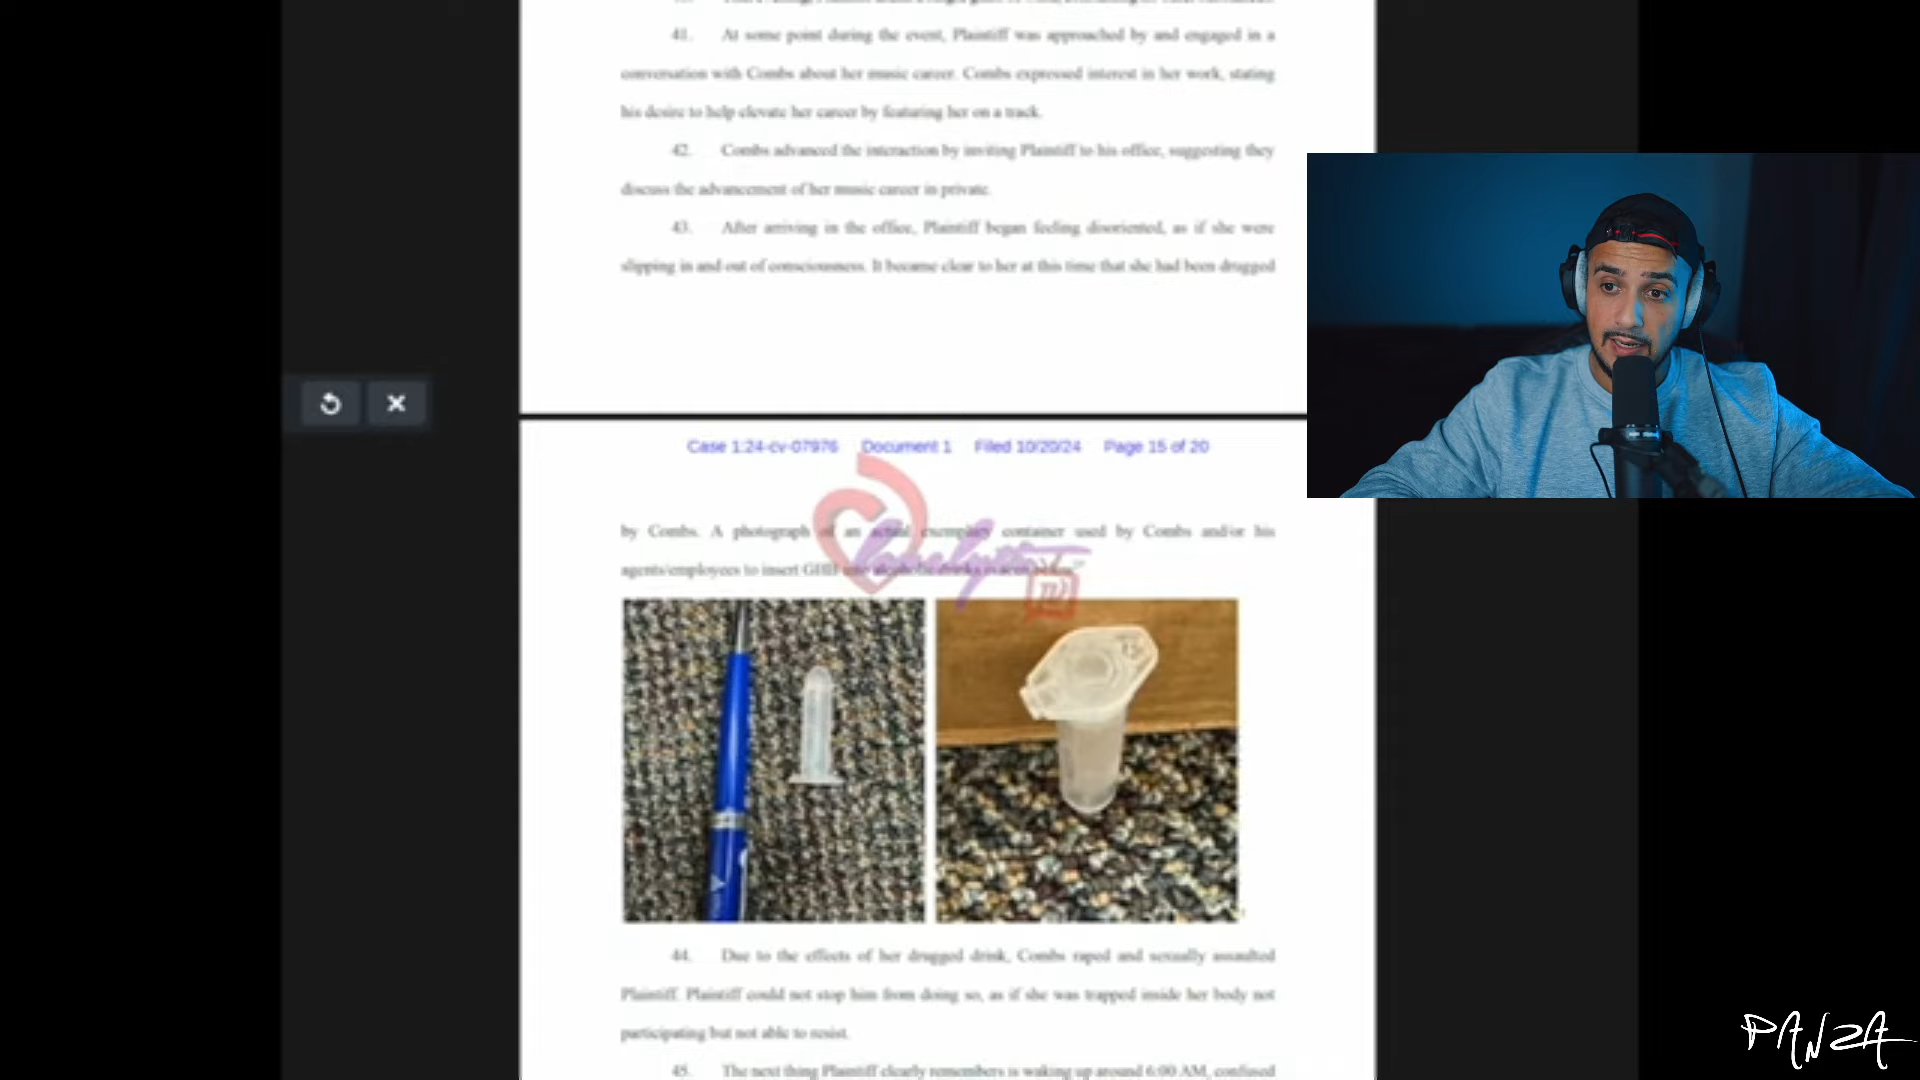 41. At some point during the event, Plaintiff was approached by and engaged in a
conversation with Combs about her music career. Combs expressed interest in her work, stating
his desire to help elevate her career by featuring her on a track.
42. Combs advanced the interaction by inviting Plaintiff to his office, suggesting they
discuss the advancement of her music career in private.
43. After arriving in the office, Plaintiff began feeling disoriented, as if she were
slipping in and out of consciousness. It became clear to her at this time that she had been drugged
Case 1:24-cv-07976 Document 1 Filed 10/20/24 Page 15 of 20
by Combs. A photograph of an actual exemplary container used by Combs and/or his
agents/employees to insert GHB into alcoholic drinks
TV
44. Due to the effects of her drugged drink, Combs raped and sexually assaulted
Plaintiff. Plaintiff could not stop him from doing so, as if she was trapped inside her body not
participating but not able to resist.
45. The next thing Plaintiff clearly remembers is waking up around 6:00 AM, confused
PANZA